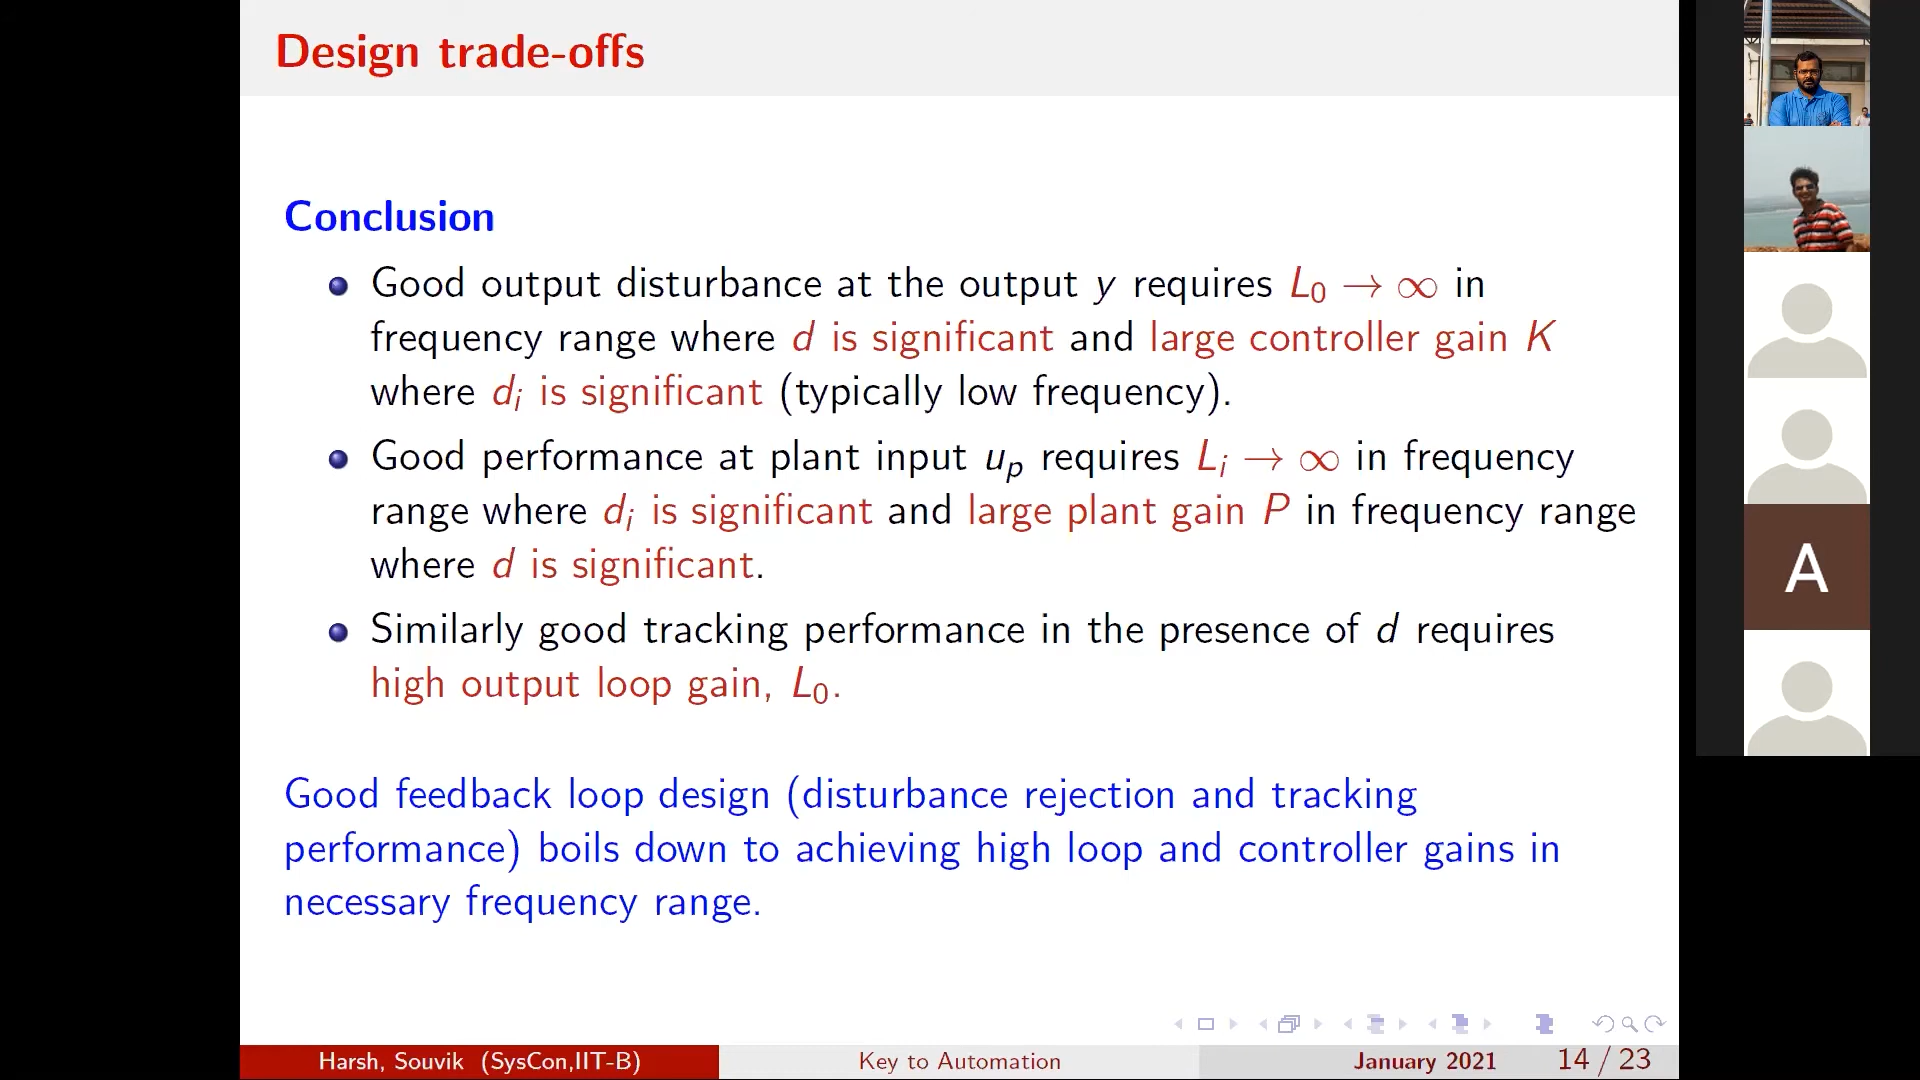 Design trade-offs
Conclusion
Good output disturbance at the output y requires L₀ → ∞ in
frequency range where d is significant and large controller gain K
where dᵢ is significant (typically low frequency).
Good performance at plant input uₚ requires Lᵢ → ∞ in frequency
range where dᵢ is significant and large plant gain P in frequency range
where d is significant.
Similarly good tracking performance in the presence of d requires
high output loop gain, L₀.
Good feedback loop design (disturbance rejection and tracking
performance) boils down to achieving high loop and controller gains in
necessary frequency range.
Harsh, Souvik (SysCon,IIT-B) Key to Automation January 2021 14 / 23
A